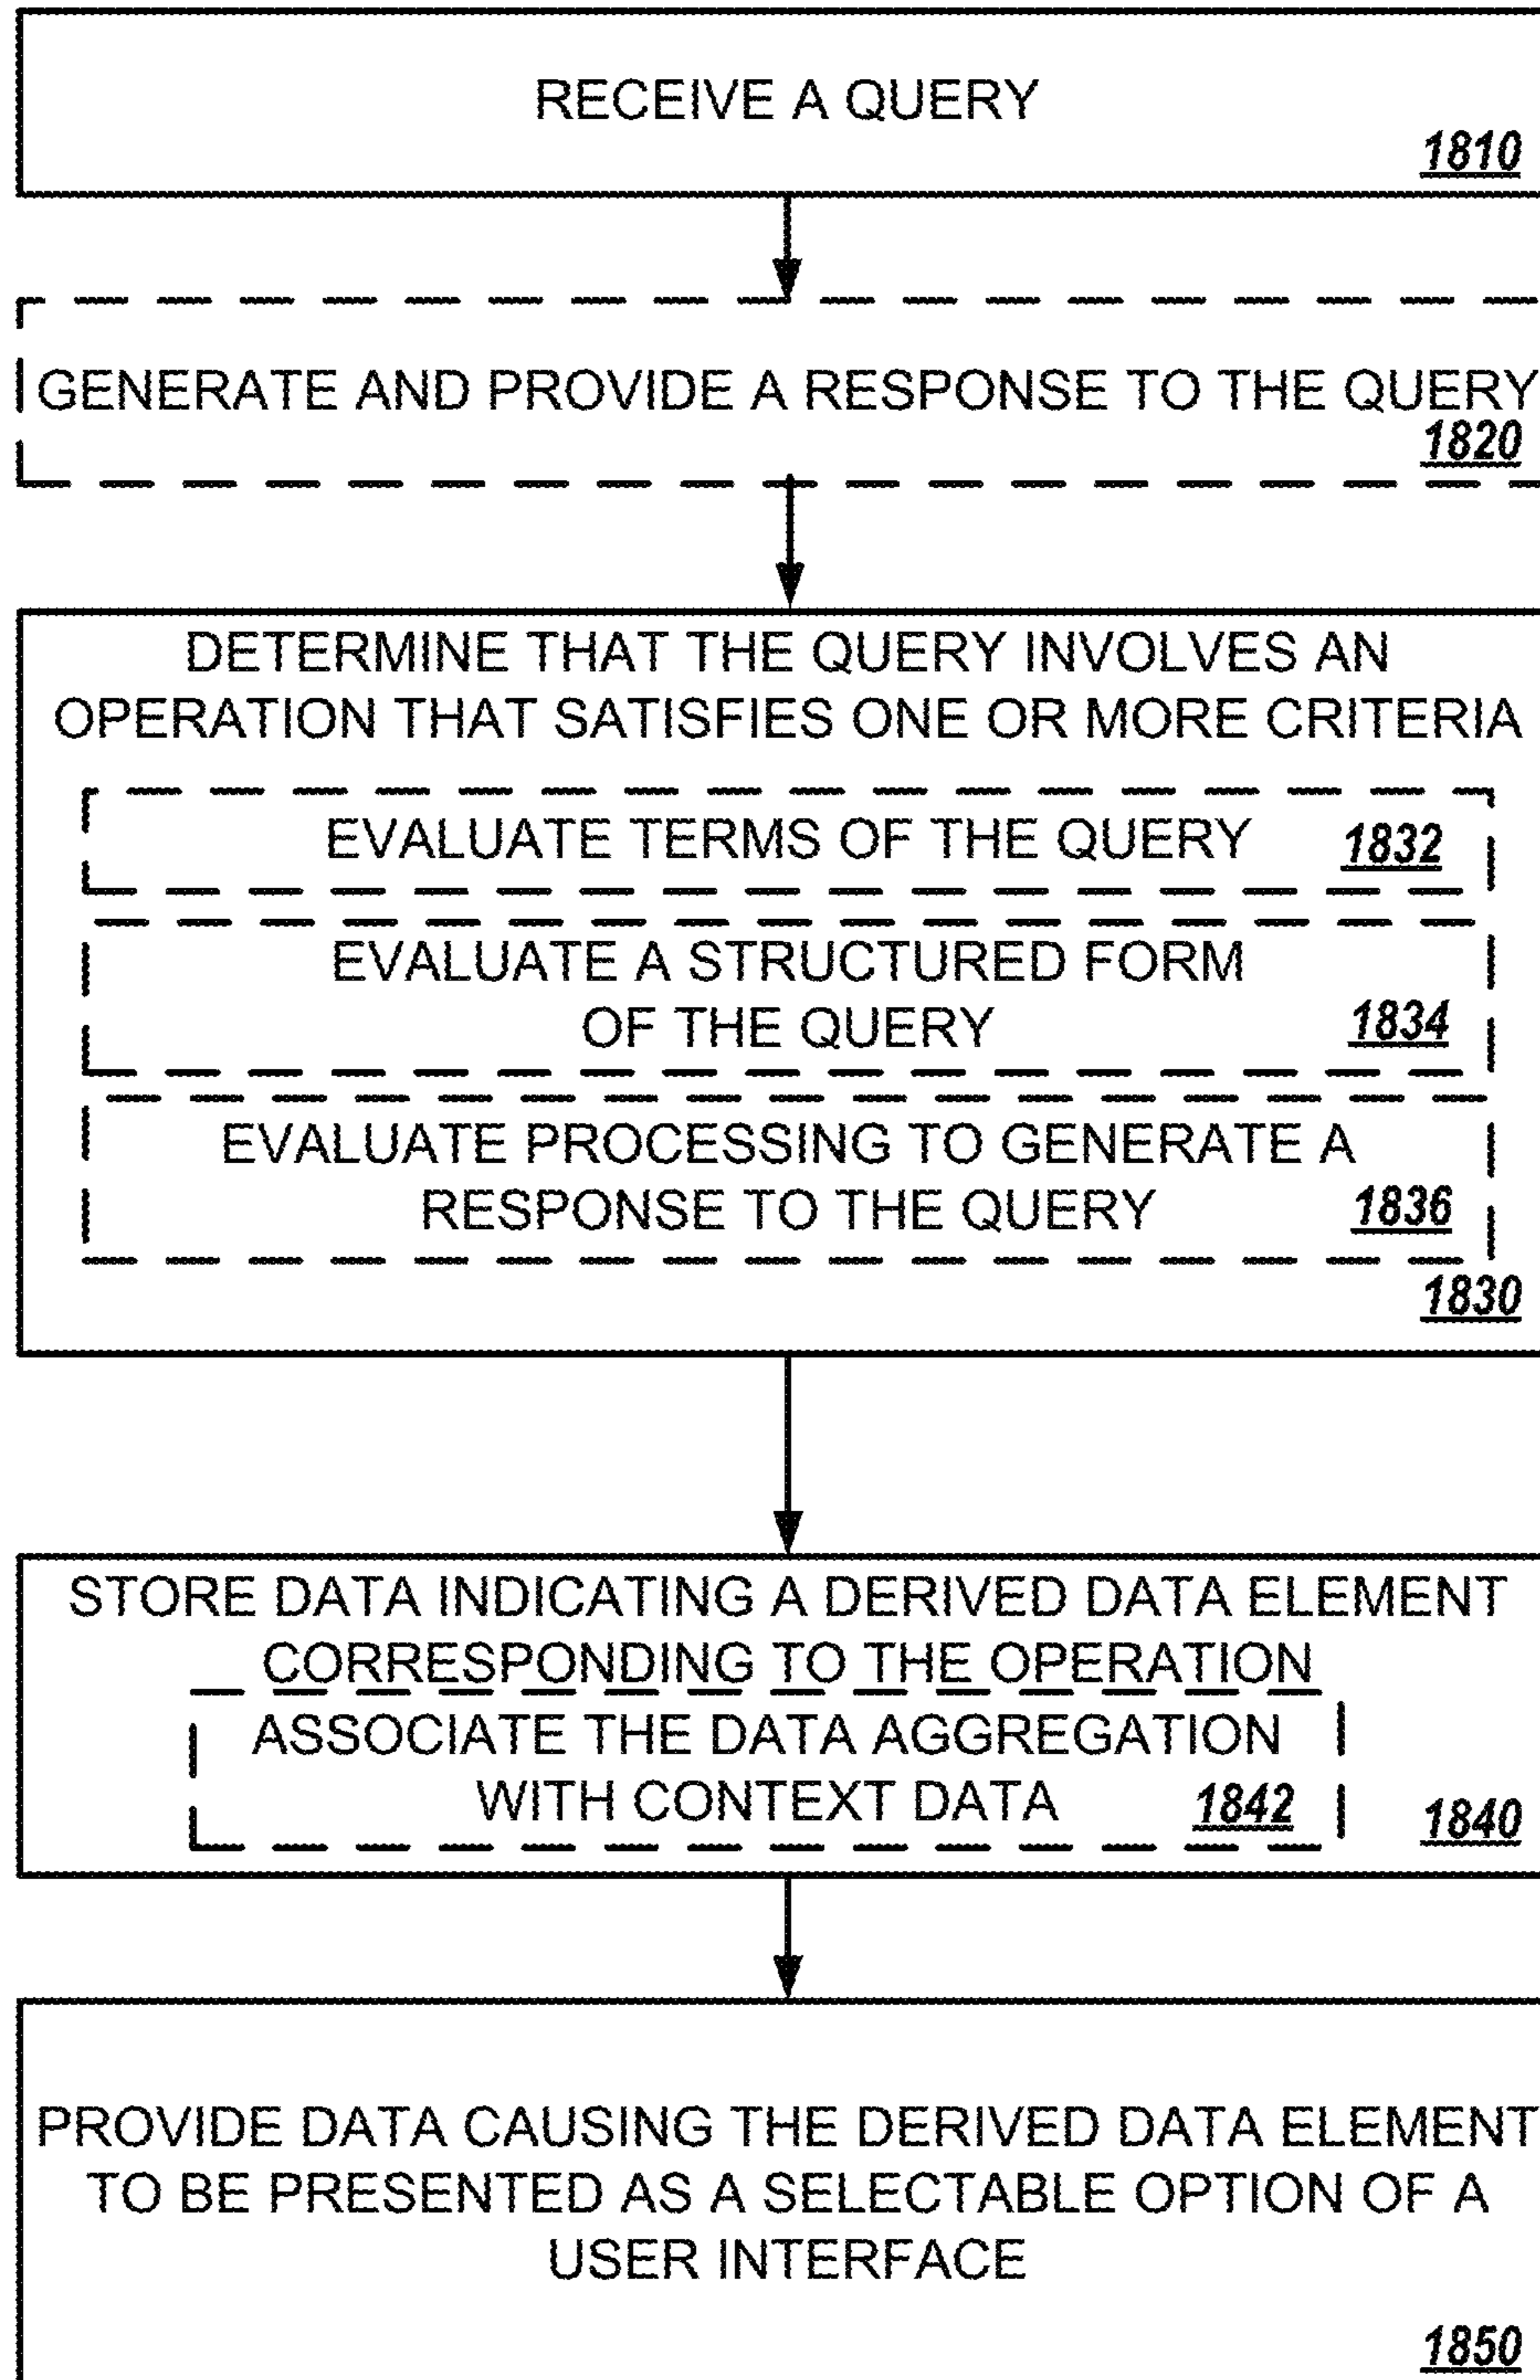 RECEIVE A QUERY
1810
GENERATE AND PROVIDE A RESPONSE TO THE QUERY
1820
DETERMINE THAT THE QUERY INVOLVES AN
OPERATION THAT SATISFIES ONE OR MORE CRITERIA
EVALUATE TERMS OF THE QUERY 1832
EVALUATE A STRUCTURED FORM
OF THE QUERY 1834
EVALUATE PROCESSING TO GENERATE A
RESPONSE TO THE QUERY 1836
1830
STORE DATA INDICATING A DERIVED DATA ELEMENT
CORRESPONDING TO THE OPERATION
ASSOCIATE THE DATA AGGREGATION
WITH CONTEXT DATA 1842 1840
PROVIDE DATA CAUSING THE DERIVED DATA ELEMENT
TO BE PRESENTED AS A SELECTABLE OPTION OF A
USER INTERFACE
1850